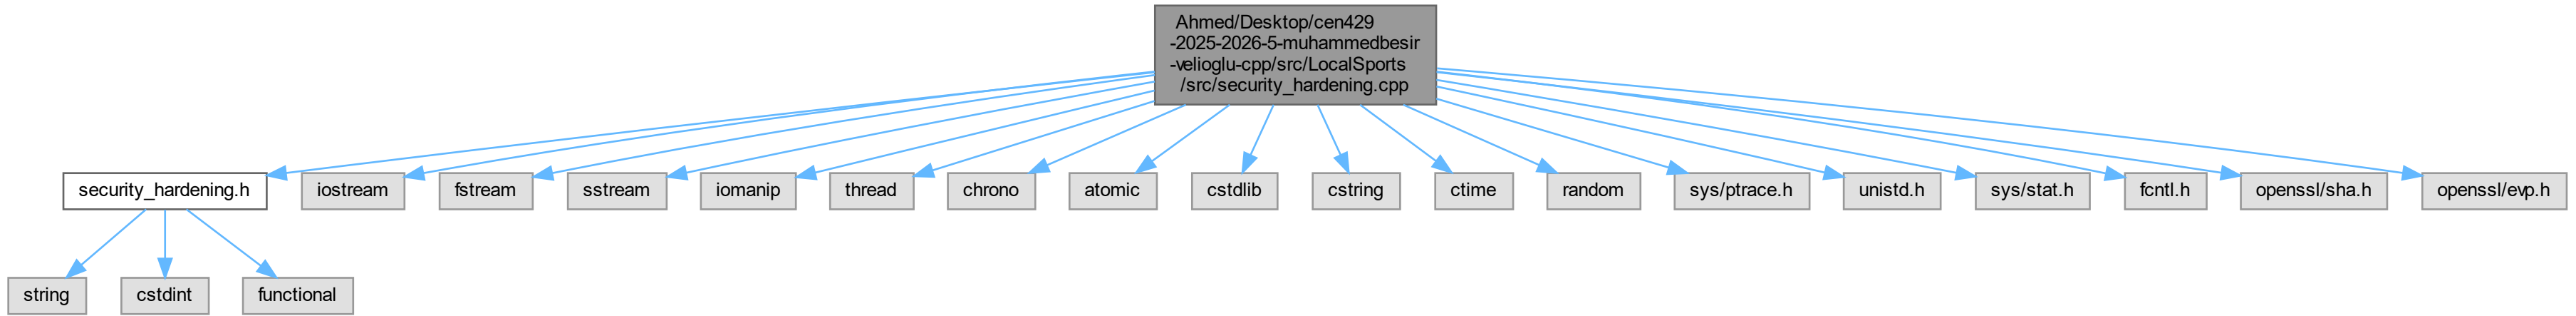 Ahmed/Desktop/cen429
-2025-2026-5-muhammedbesir
-velioglu-cpp/src/LocalSports
/src/security_hardening.cpp
security_hardening.h
iostream
fstream
sstream
iomanip
thread
chrono
atomic
cstdlib
cstring
ctime
random
sys/ptrace.h
unistd.h
sys/stat.h
fcntl.h
openssl/sha.h
openssl/evp.h
string
cstdint
functional